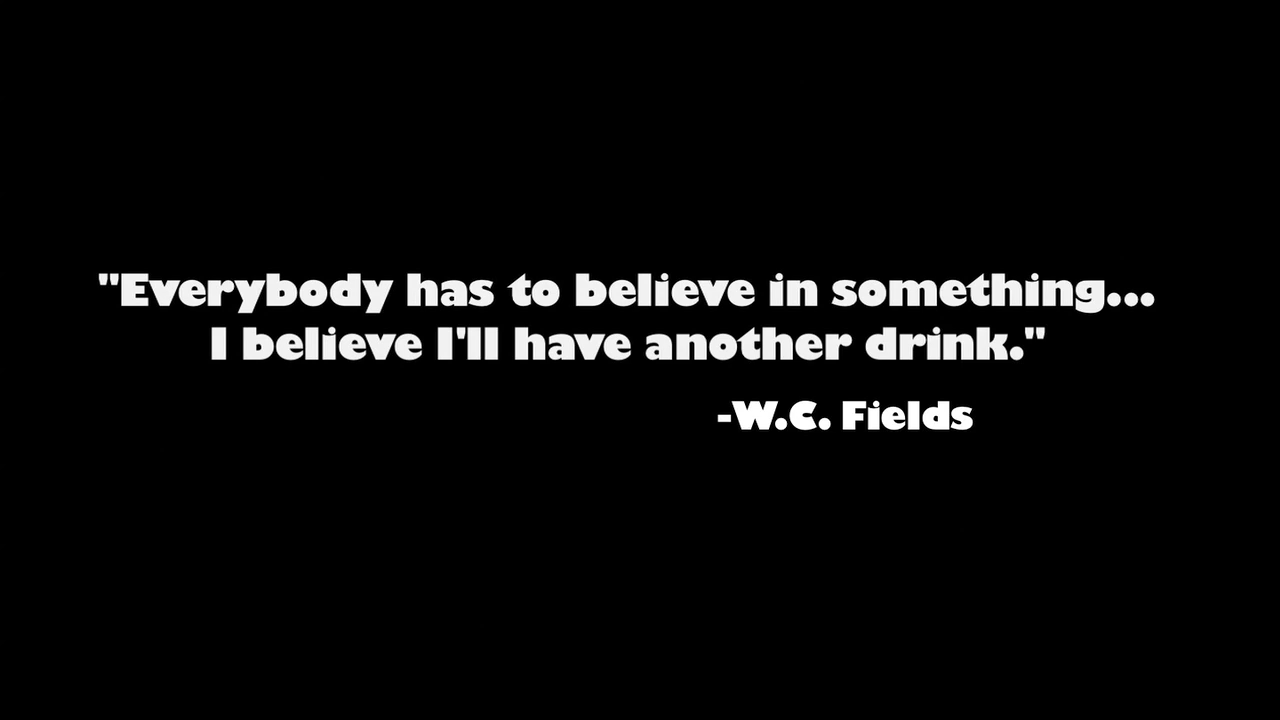 "Everybody has to believe in something...
I believe I'll have another drink."
-W.C. Fields